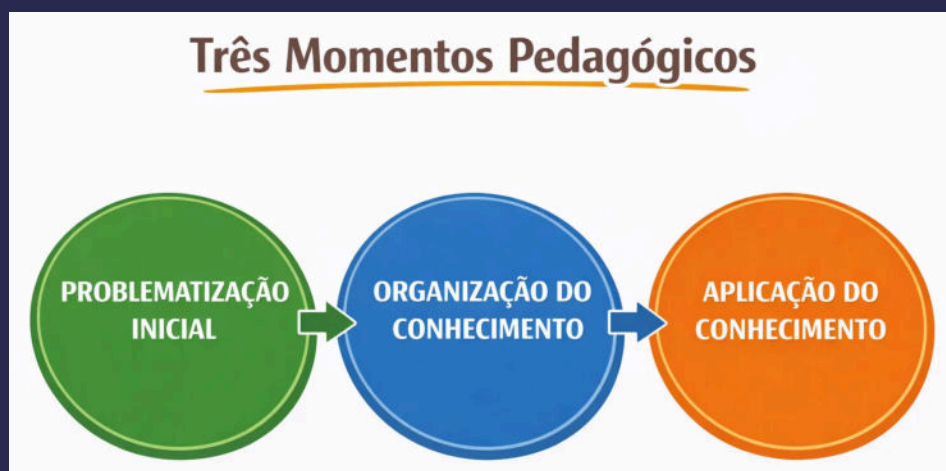 Três Momentos Pedagógicos
PROBLEMATIZAÇÃO
INICIAL
ORGANIZAÇÃO DO
CONHECIMENTO
APLICAÇÃO DO
CONHECIMENTO